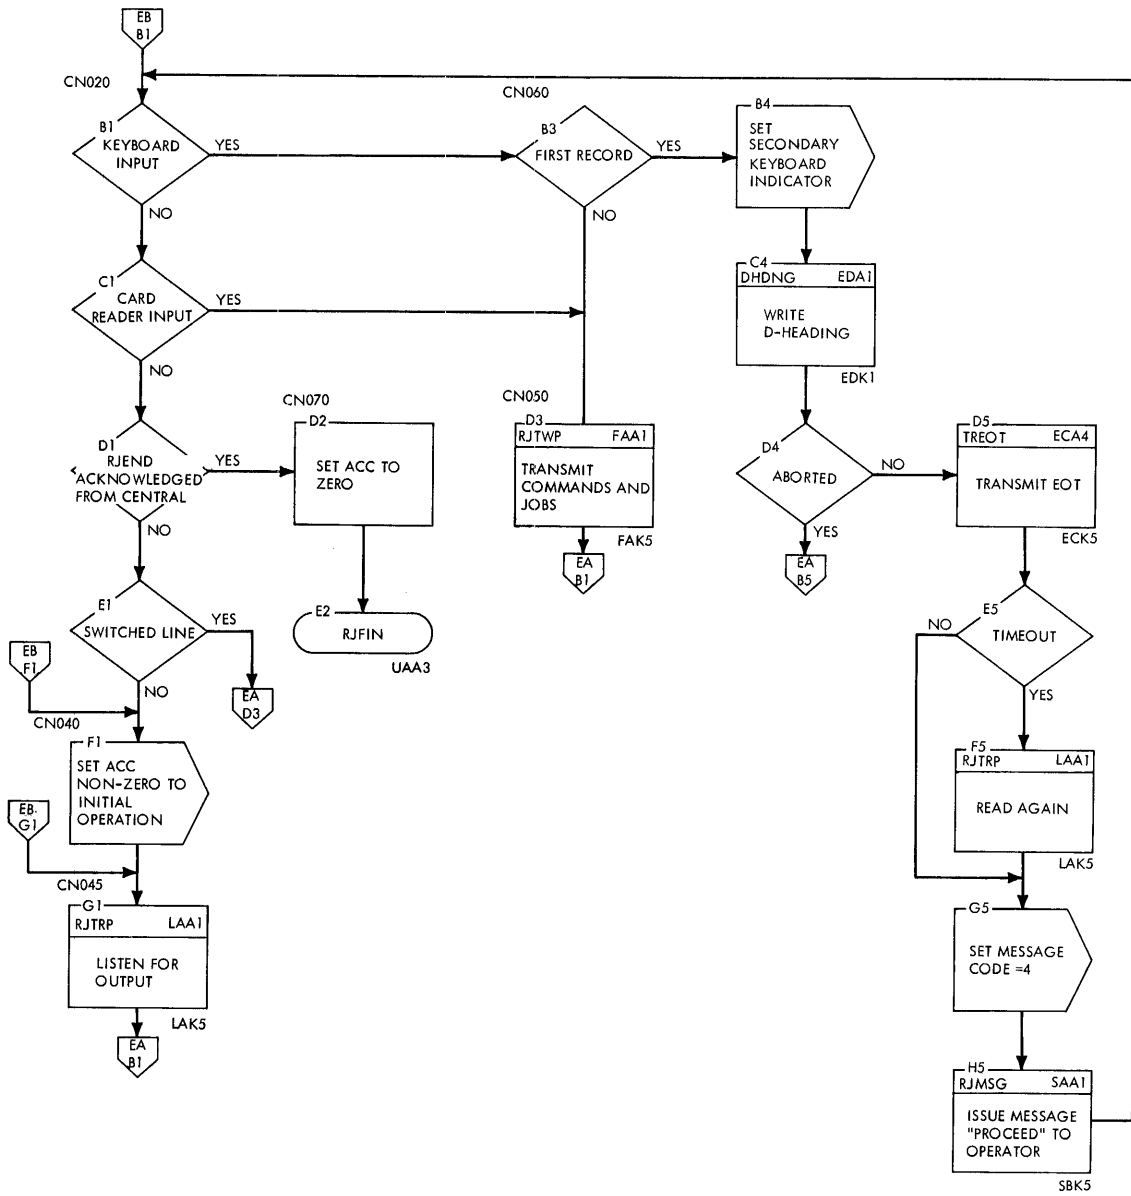 EB
B1
CN020
B1
KEYBOARD
INPUT
YES
NO
CN060
B3
FIRST RECORD
YES
NO
B4
SET
SECONDARY
KEYBOARD
INDICATOR
C1
CARD
READER INPUT
YES
NO
C4
DHDNG EDA1
WRITE
D-HEADING
EDK1
D1
RJEND
ACKNOWLEDGED
FROM CENTRAL
YES
NO
CN070
D2
SET ACC TO
ZERO
CN050
D3
RJTWP FAA1
TRANSMIT
COMMANDS AND
JOBS
FAK5
EA
B1
D4
ABORTED
NO
YES
EA
B5
D5
TREOT ECA4
TRANSMIT EOT
ECK5
E1
SWITCHED LINE
YES
NO
EA
D3
E2
RJFIN
UAA3
E5
TIMEOUT
NO
YES
EB
F1
CN040
F1
SET ACC
NON-ZERO TO
INITIAL
OPERATION
F5
RJTRP LAA1
READ AGAIN
LAK5
EB.
G1
CN045
G1
RJTRP LAA1
LISTEN FOR
OUTPUT
LAK5
EA
B1
G5
SET MESSAGE
CODE =4
H5
RJMSG SAA1
ISSUE MESSAGE
"PROCEED" TO
OPERATOR
SBK5